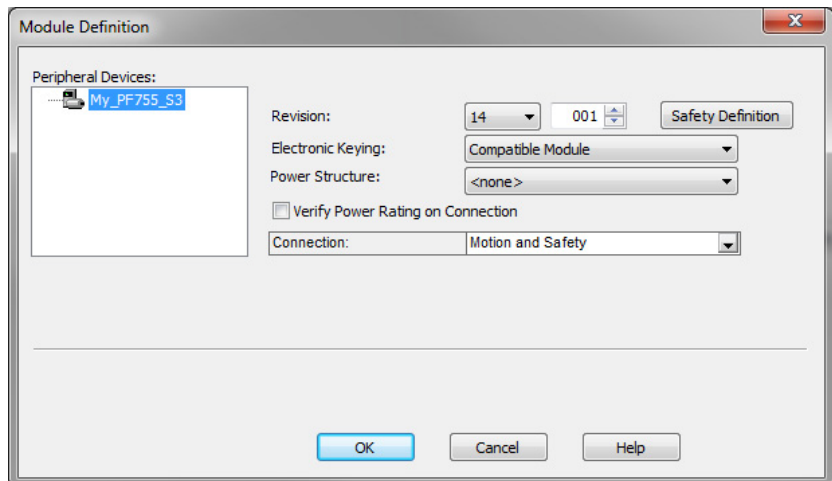 Module Definition
Peripheral Devices:
My_PF755_S3
Revision: 14 001 Safety Definition
Electronic Keying: Compatible Module
Power Structure: <none>
Verify Power Rating on Connection
Connection: Motion and Safety
OK Cancel Help